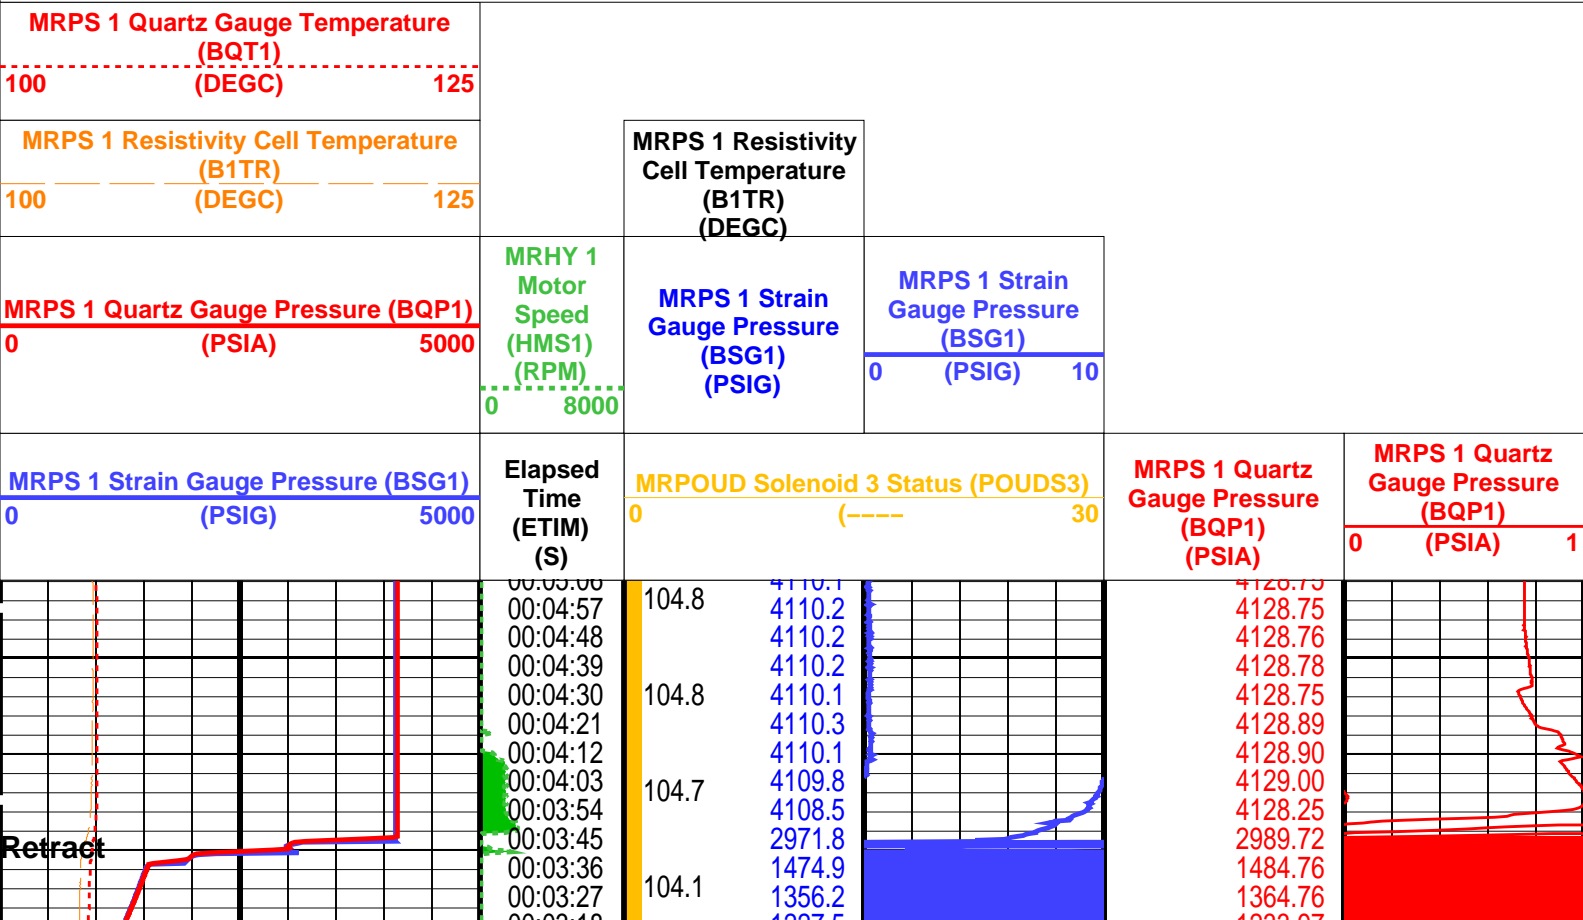 MRPS 1 Quartz Gauge Temperature
(BQT1)
100 (DEGC) 125
MRPS 1 Resistivity Cell Temperature
(B1TR)
100 (DEGC) 125
MRPS 1 Resistivity
Cell Temperature
(B1TR)
(DEGC)
MRPS 1 Quartz Gauge Pressure (BQP1)
0 (PSIA) 5000
MRHY 1
Motor
Speed
(HMS1)
(RPM)
0 8000
MRPS 1 Strain
Gauge Pressure
(BSG1)
(PSIG)
MRPS 1 Strain
Gauge Pressure
(BSG1)
0 (PSIG) 10
MRPS 1 Strain Gauge Pressure (BSG1)
0 (PSIG) 5000
Elapsed
Time
(ETIM)
(S)
MRPOUD Solenoid 3 Status (POUDS3)
0 (---- 30
MRPS 1 Quartz
Gauge Pressure
(BQP1)
(PSIA)
MRPS 1 Quartz
Gauge Pressure
(BQP1)
0 (PSIA) 1
00:05:06 4110.1 4128.75
00:04:57 104.8 4110.2 4128.75
00:04:48 4110.2 4128.76
00:04:39 4110.2 4128.78
00:04:30 104.8 4110.1 4128.75
00:04:21 4110.3 4128.89
00:04:12 4110.1 4128.90
00:04:03 104.7 4109.8 4129.00
00:03:54 4108.5 4128.25
00:03:45 2971.8 2989.72
Retract
00:03:36 1474.9 1484.76
00:03:27 104.1 1356.2 1364.76